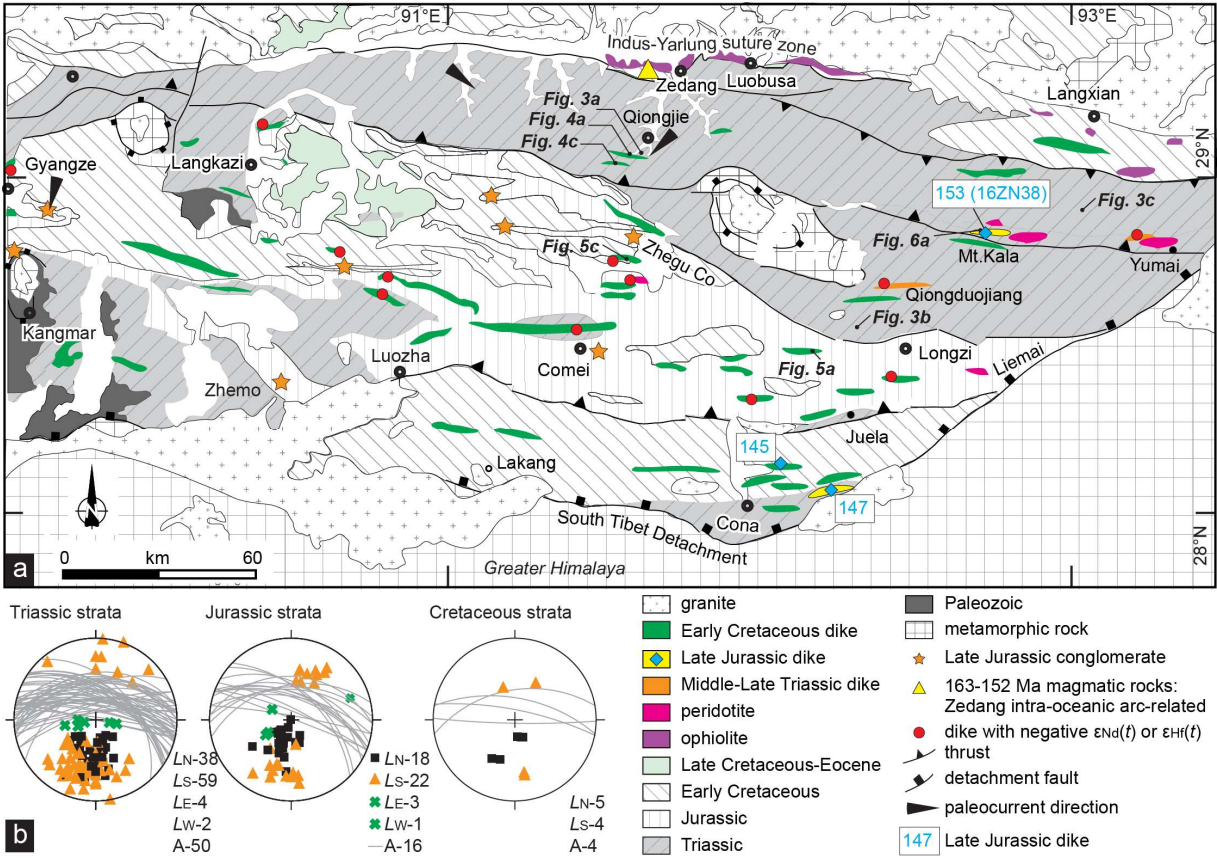 91°E
93°E
Indus-Yarlung suture zone
Zedang
Luobusa
Langxian
Fig. 3a
Fig. 4a
Fig. 4c
Qiongjie
29°N
Gyangze
Langkazi
153 (16ZN38)
Fig. 3c
Fig. 5c
Zhegu Co
Fig. 6a
Mt.Kala
Yumai
Qiongduojiang
Fig. 3b
Kangmar
Luozha
Comei
Longzi
Liemai
Fig. 5a
Zhemo
Juela
145
Lakang
147
Cona
South Tibet Detachment
28°N
N
0 km 60
Greater Himalaya
a
Triassic strata
Jurassic strata
Cretaceous strata
LN-38
LS-59
LE-4
LW-2
A-50
LN-18
LS-22
LE-3
LW-1
A-16
LN-5
LS-4
A-4
b
granite
Early Cretaceous dike
Late Jurassic dike
Middle-Late Triassic dike
peridotite
ophiolite
Late Cretaceous-Eocene
Early Cretaceous
Jurassic
Triassic
Paleozoic
metamorphic rock
Late Jurassic conglomerate
163-152 Ma magmatic rocks:
Zedang intra-oceanic arc-related
dike with negative εNd(t) or εHf(t)
thrust
detachment fault
paleocurrent direction
147 Late Jurassic dike